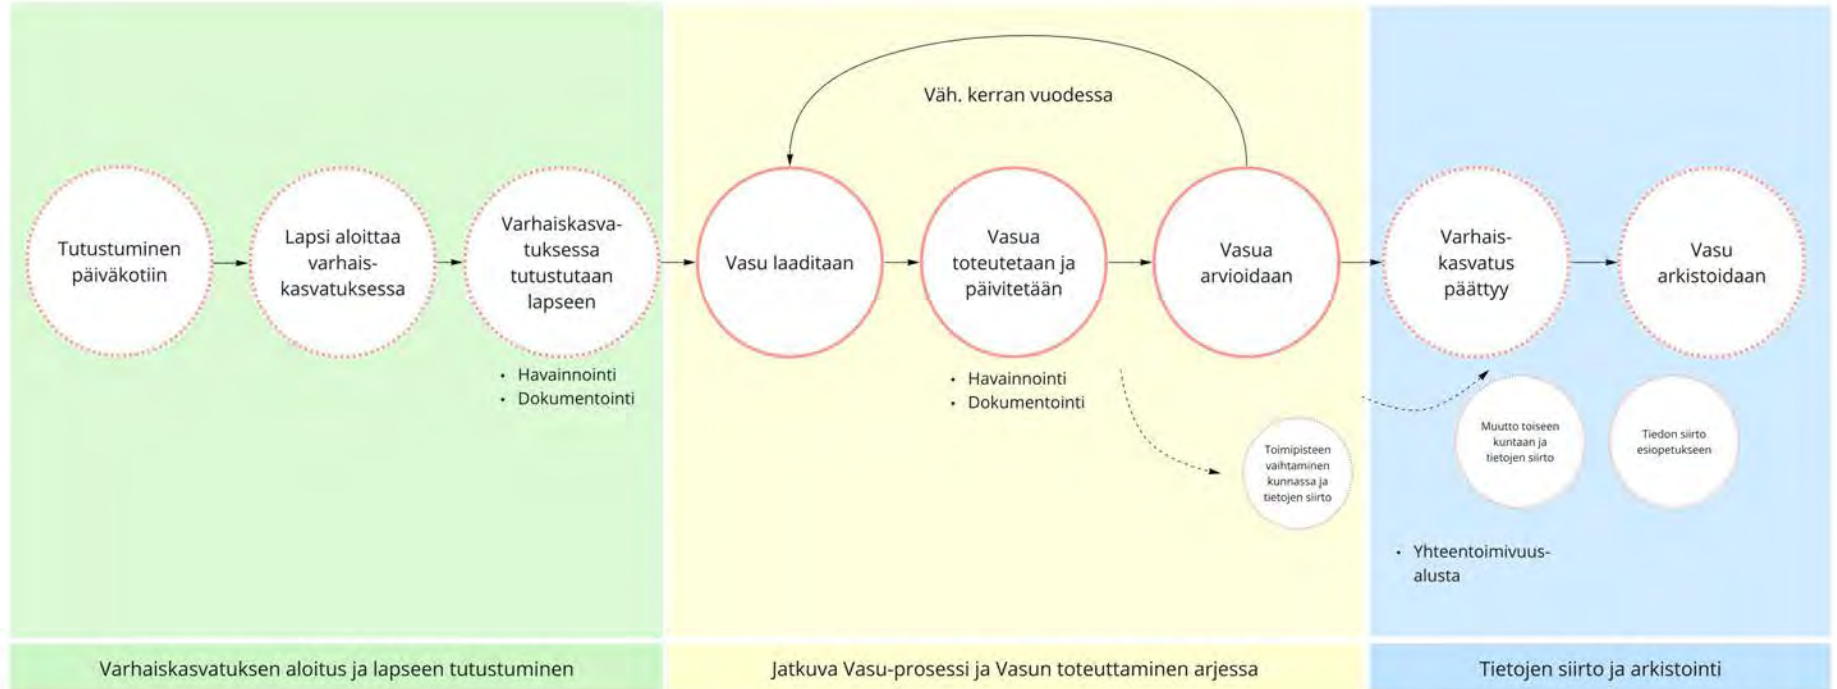 Väh. kerran vuodessa
Tutustuminen
päiväkotiin
Lapsi aloittaa
varhais-
kasvatuksessa
Varhaiskasva-
tuksessa
tutustutaan
lapseen
• Havainnointi
• Dokumentointi
Vasu laaditaan
Vasua
toteutetaan ja
päivitetään
• Havainnointi
• Dokumentointi
Vasua
arvioidaan
Toimipisteen
vaihtaminen
kunnassa ja
tietojen siirto
Varhais-
kasvatus
päättyy
Vasu
arkistoidaan
Muutto toiseen
kuntaan ja
tietojen siirto
Tiedon siirto
esiopetukseen
• Yhteentoimivuus-
alusta
Varhaiskasvatuksen aloitus ja lapseen tutustuminen
Jatkuva Vasu-prosessi ja Vasun toteuttaminen arjessa
Tietojen siirto ja arkistointi